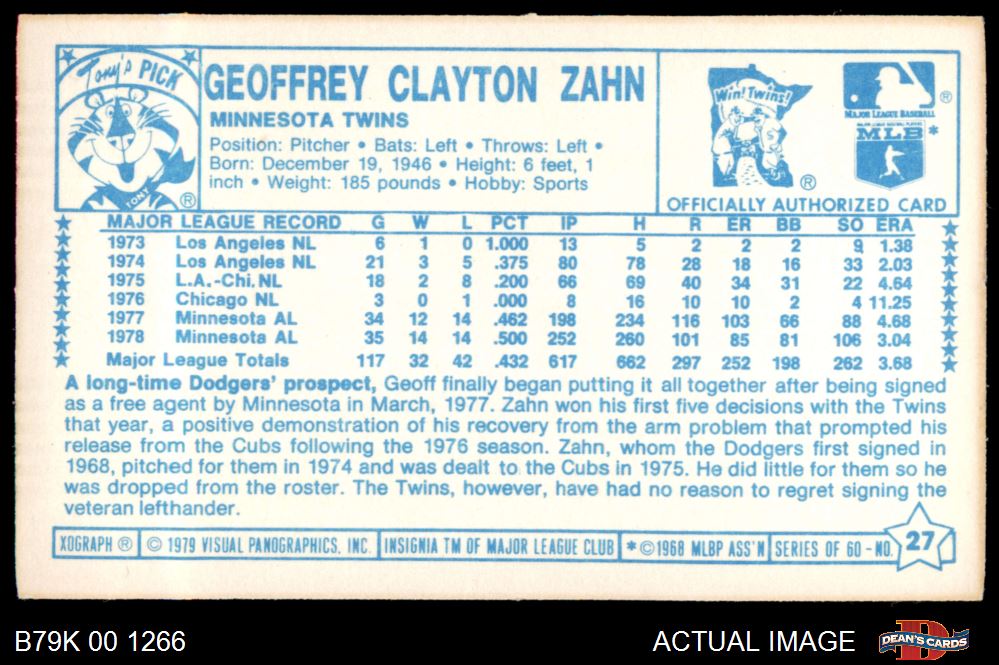 Tony's PICK
TONY
®
GEOFFREY CLAYTON ZAHN
MINNESOTA TWINS
Position: Pitcher • Bats: Left • Throws: Left •
Born: December 19, 1946 • Height: 6 feet, 1
inch • Weight: 185 pounds • Hobby: Sports
Win! Twins!
®
MAJOR LEAGUE BASEBALL
®
MAJOR LEAGUE BASEBALL PLAYERS
MLB *
OFFICIALLY AUTHORIZED CARD
MAJOR LEAGUE RECORD G W L PCT IP H R ER BB SO ERA
1973 Los Angeles NL 6 1 0 1.000 13 5 2 2 2 9 1.38
1974 Los Angeles NL 21 3 5 .375 80 78 28 18 16 33 2.03
1975 L.A.-Chi. NL 18 2 8 .200 66 69 40 34 31 22 4.64
1976 Chicago NL 3 0 1 .000 8 16 10 10 2 4 11.25
1977 Minnesota AL 34 12 14 .462 198 234 116 103 66 88 4.68
1978 Minnesota AL 35 14 14 .500 252 260 101 85 81 106 3.04
Major League Totals 117 32 42 .432 617 662 297 252 198 262 3.68
A long-time Dodgers' prospect, Geoff finally began putting it all together after being signed
as a free agent by Minnesota in March, 1977. Zahn won his first five decisions with the Twins
that year, a positive demonstration of his recovery from the arm problem that prompted his
release from the Cubs following the 1976 season. Zahn, whom the Dodgers first signed in
1968, pitched for them in 1974 and was dealt to the Cubs in 1975. He did little for them so he
was dropped from the roster. The Twins, however, have had no reason to regret signing the
veteran lefthander.
XOGRAPH ® © 1979 VISUAL PANOGRAPHICS, INC. INSIGNIA TM OF MAJOR LEAGUE CLUB * © 1968 MLBP ASS'N SERIES OF 60 - NO. 27
B79K 00 1266
ACTUAL IMAGE
D
DEAN'S CARDS